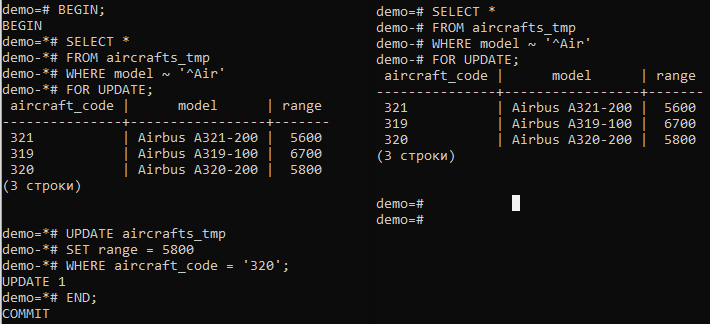 demo=# BEGIN;
BEGIN
demo=*# SELECT *
demo-*# FROM aircrafts_tmp
demo-*# WHERE model ~ '^Air'
demo-*# FOR UPDATE;
 aircraft_code |      model      | range
---------------+-----------------+-------
 321           | Airbus A321-200 |  5600
 319           | Airbus A319-100 |  6700
 320           | Airbus A320-200 |  5800
(3 строки)
demo=*# UPDATE aircrafts_tmp
demo-*# SET range = 5800
demo-*# WHERE aircraft_code = '320';
UPDATE 1
demo=*# END;
COMMIT
demo=# SELECT *
demo-# FROM aircrafts_tmp
demo-# WHERE model ~ '^Air'
demo-# FOR UPDATE;
 aircraft_code |      model      | range
---------------+-----------------+-------
 321           | Airbus A321-200 |  5600
 319           | Airbus A319-100 |  6700
 320           | Airbus A320-200 |  5800
(3 строки)
demo=#
demo=#